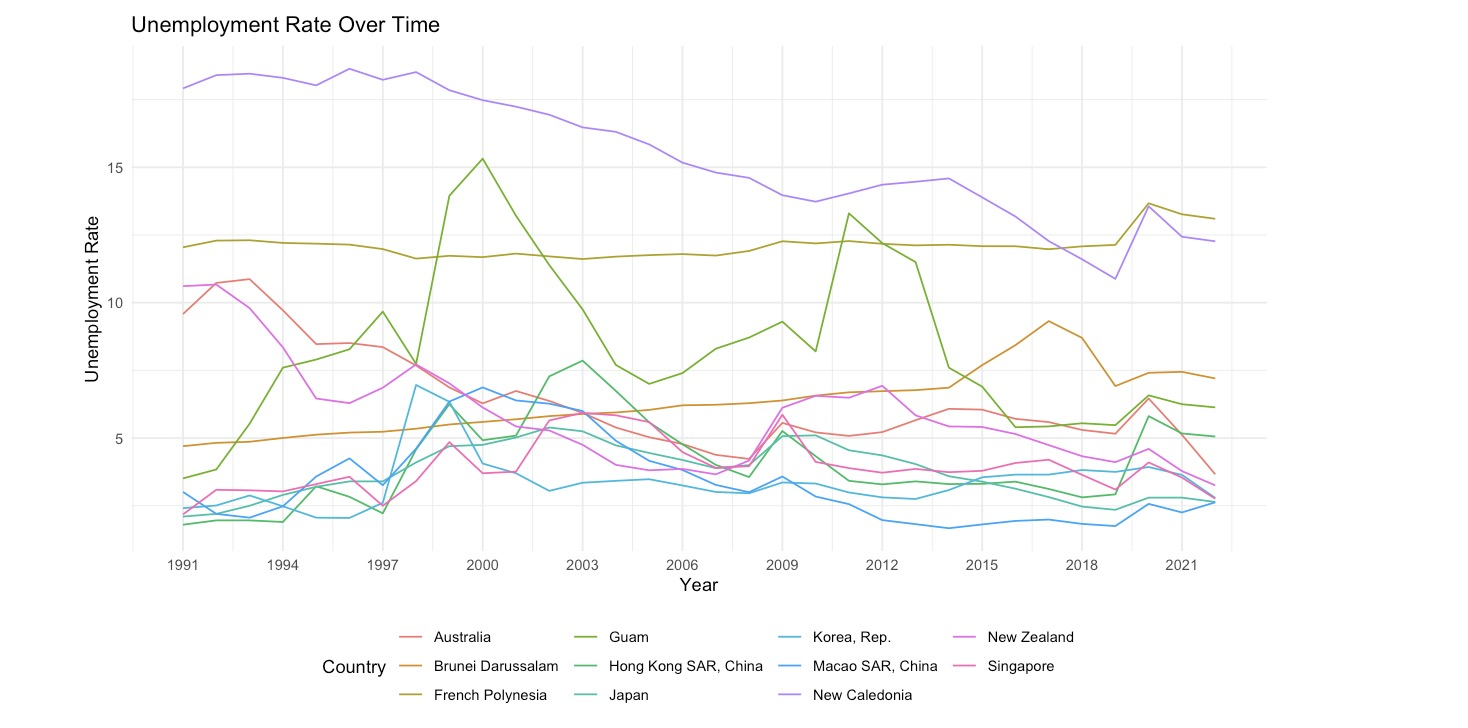 Unemployment Rate Over Time
Unemployment Rate
15
10
5
1991 1994 1997 2000 2003 2006 2009 2012 2015 2018 2021
Year
Country
Australia Guam Korea, Rep. New Zealand
Brunei Darussalam Hong Kong SAR, China Macao SAR, China Singapore
French Polynesia Japan New Caledonia